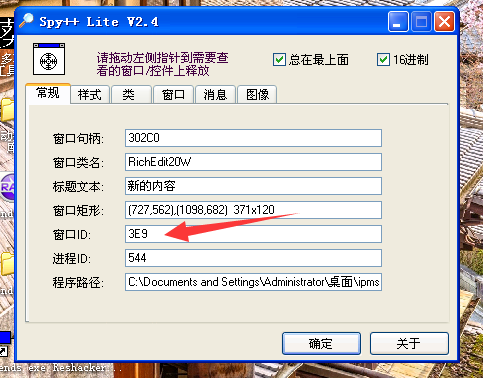 Spy++ Lite V2.4
请拖动左侧指针到需要查
看的窗口/控件上释放
总在最上面
16进制
常规
样式
类
窗口
消息
图像
窗口句柄:
302C0
窗口类名:
RichEdit20W
标题文本:
新的内容
窗口矩形:
(727,562),(1098,682) 371x120
窗口ID:
3E9
进程ID:
544
程序路径:
C:\Documents and Settings\Administrator\桌面\ipms
确定
关于
ends.exe Reshacker...